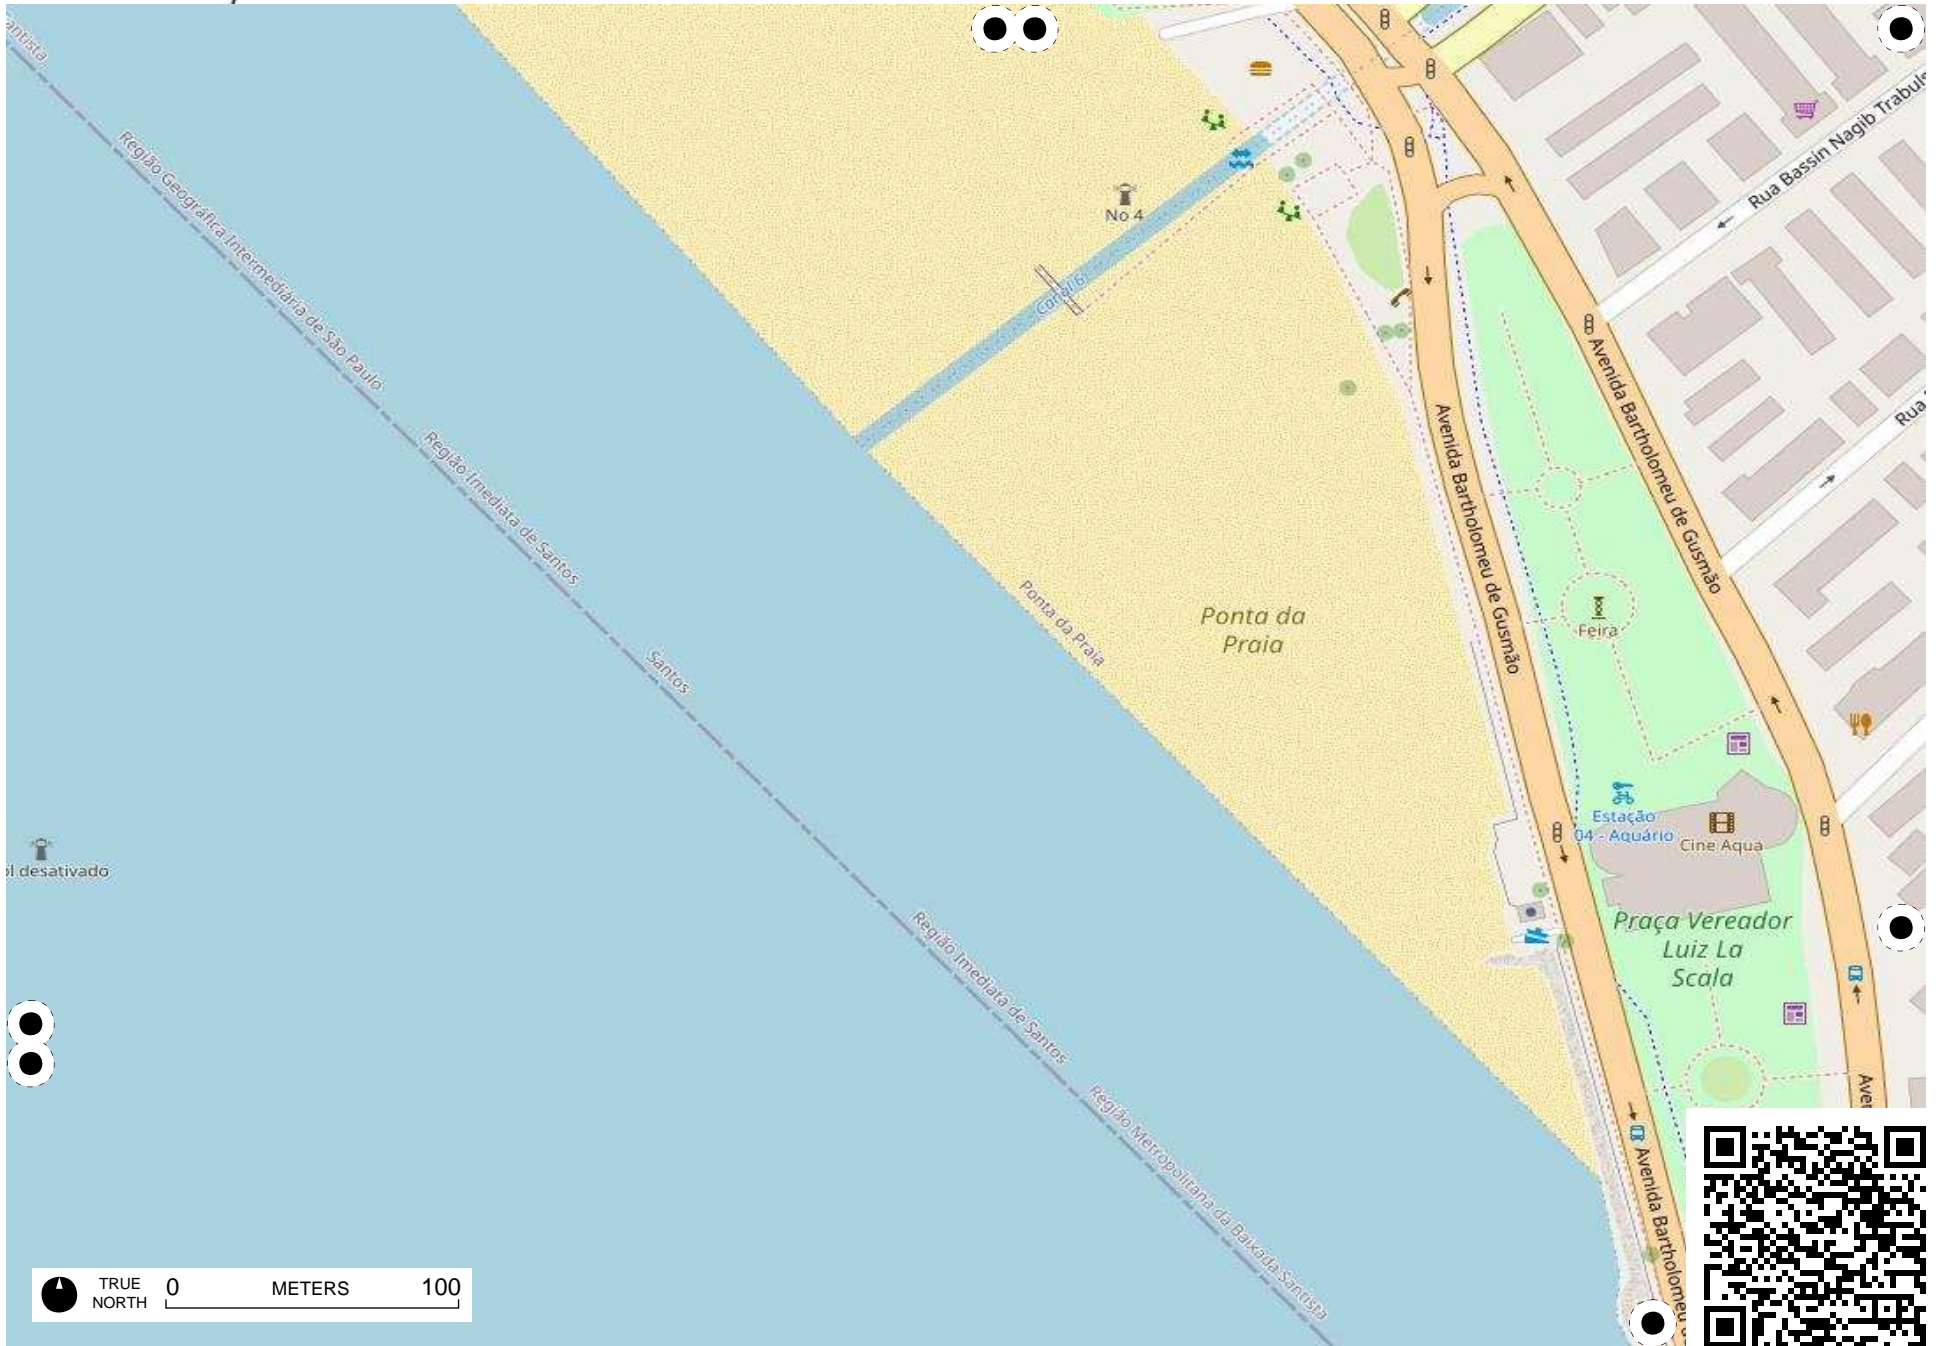 Região Geográfica Intermediária de São Paulo
Rua Bassin Nagib
No 4
Canal 6
Avenida Bartholomeu de Gusmão
Avenida Bartholomeu de Gusmão
Região Imediata de Santos
Ponta da Praia
Ponta da
Praia
Feira
Santos
Estação
04 - Aquário
Cine Aqua
desativado
Praça Vereador
Luiz La
Scala
Região Imediata de Santos
Região Metropolitana da Baixada Santista
Avenida Bartholomeu
TRUE
NORTH
0 METERS 100